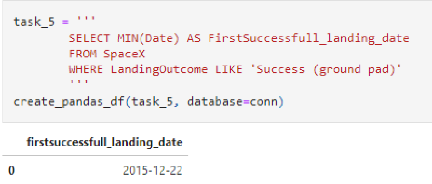 task_5 = '''
SELECT MIN(Date) AS FirstSuccessfull_landing_date
FROM SpaceX
WHERE LandingOutcome LIKE 'Success (ground pad)'
'''
create_pandas_df(task_5, database=conn)
firstsuccessfull_landing_date
0 2015-12-22